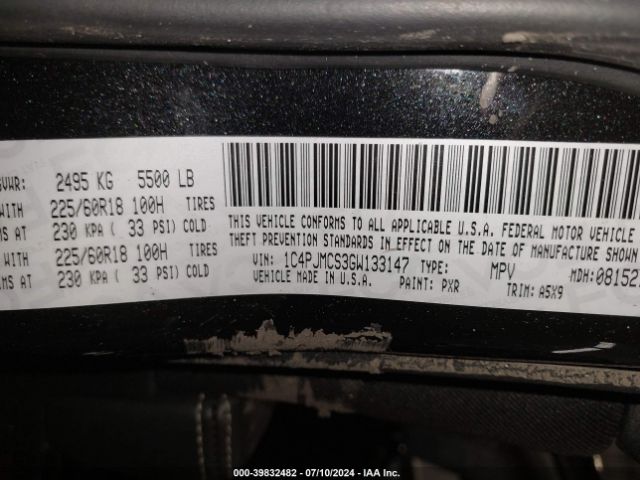 GVWR: 2495 KG 5500 LB
WITH 225/60R18 100H TIRES
MS AT 230 KPA ( 33 PSI) COLD
WITH 225/60R18 100H TIRES
MS AT 230 KPA ( 33 PSI) COLD
THIS VEHICLE CONFORMS TO ALL APPLICABLE U.S.A. FEDERAL MOTOR VEHICLE
THEFT PREVENTION STANDARDS IN EFFECT ON THE DATE OF MANUFACTURE SHOWN
VIN: 1C4PJMCS3GW133147 TYPE: MPV MDH:08152
VEHICLE MADE IN U.S.A. PAINT: PXR TRIM: A5X9
000-39832482 - 07/10/2024 - IAA Inc.